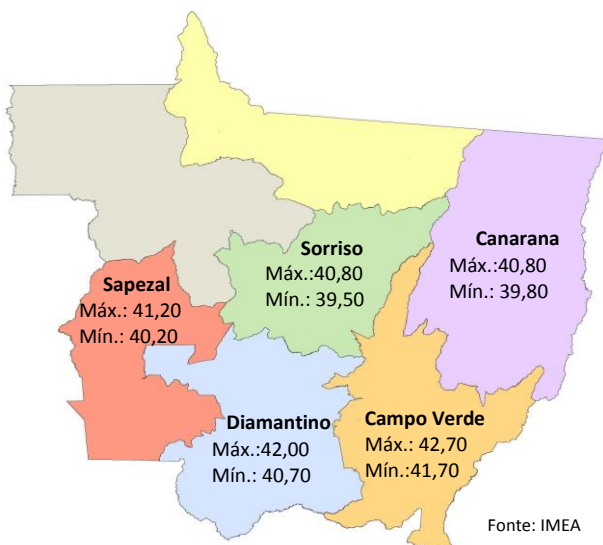 Sorriso
Máx.:40,80
Mín.: 39,50
Canarana
Máx.:40,80
Mín.: 39,80
Sapezal
Máx.: 41,20
Mín.: 40,20
Diamantino
Máx.:42,00
Mín.: 40,70
Campo Verde
Máx.: 42,70
Mín.:41,70
Fonte: IMEA